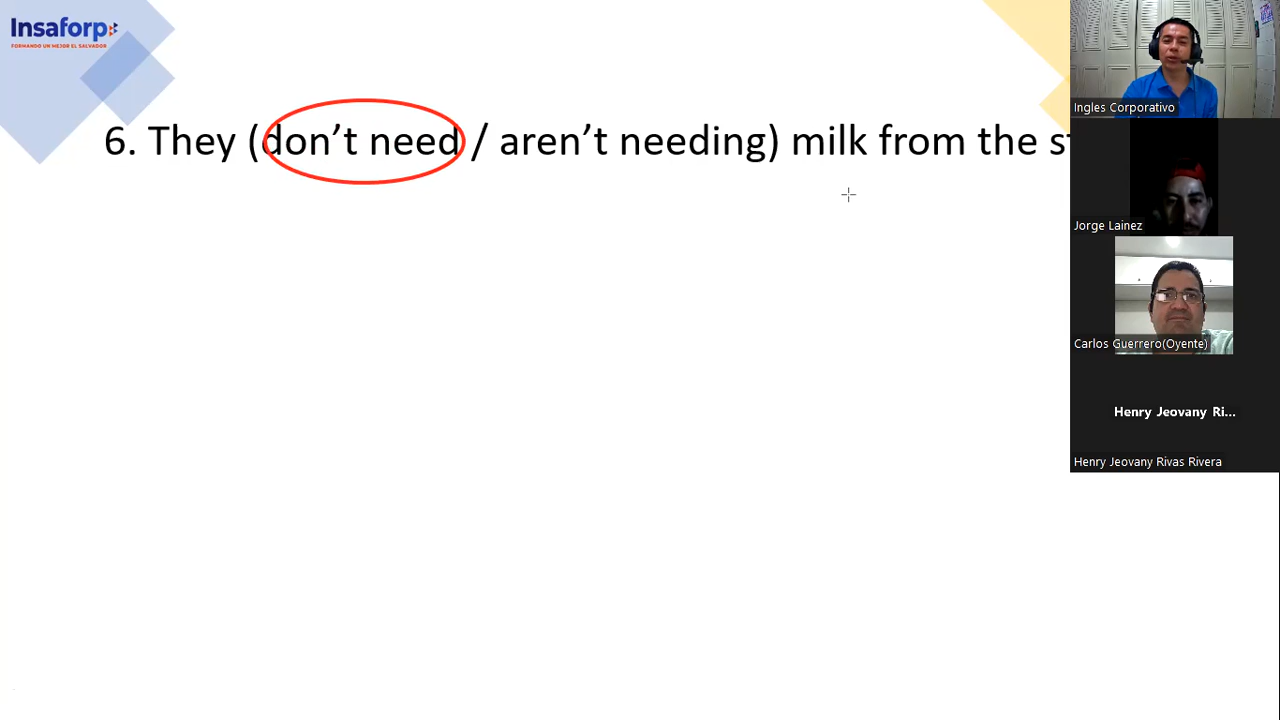 Insaforp
FORMANDO UN MEJOR EL SALVADOR
6. They (don’t need / aren’t needing) milk from the
Ingles Corporativo
Jorge Lainez
Carlos Guerrero(Oyente)
Henry Jeovany Ri...
Henry Jeovany Rivas Rivera